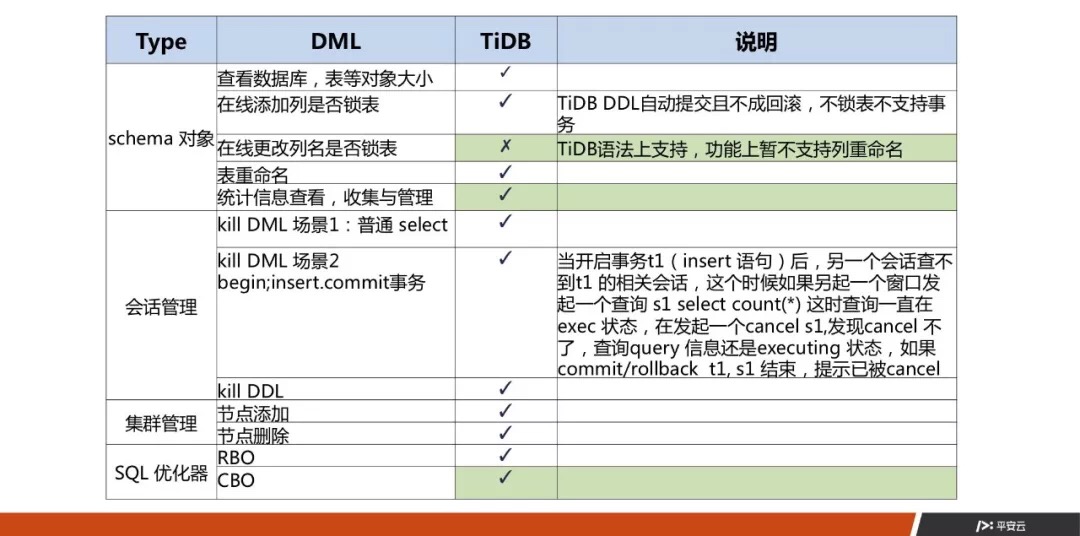 Type DML TiDB 说明
查看数据库，表等对象大小 ✓
在线添加列是否锁表 ✓ TiDB DDL自动提交且不成回滚，不锁表不支持事
务
schema 对象
在线更改列名是否锁表 ✗ TiDB语法上支持，功能上暂不支持列重命名
表重命名 ✓
统计信息查看，收集与管理 ✓
kill DML 场景1：普通 select ✓
kill DML 场景2 ✓ 当开启事务t1（insert 语句）后，另一个会话查不
begin;insert.commit事务 到t1 的相关会话，这个时候如果另起一个窗口发
会话管理 起一个查询 s1 select count(*) 这时查询一直在
exec 状态，在发起一个cancel s1,发现cancel 不
了，查询query 信息还是executing 状态，如果
commit/rollback t1, s1 结束，提示已被cancel
kill DDL ✓
集群管理
节点添加 ✓
节点删除 ✓
SQL 优化器
RBO ✓
CBO ✓
平安云